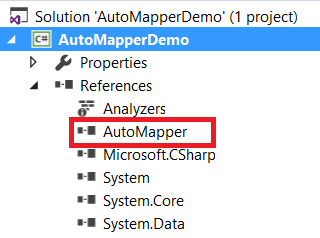 Solution 'AutoMapperDemo' (1 project)
C# AutoMapperDemo
Properties
References
Analyzers
AutoMapper
Microsoft.CSharp
System
System.Core
System.Data